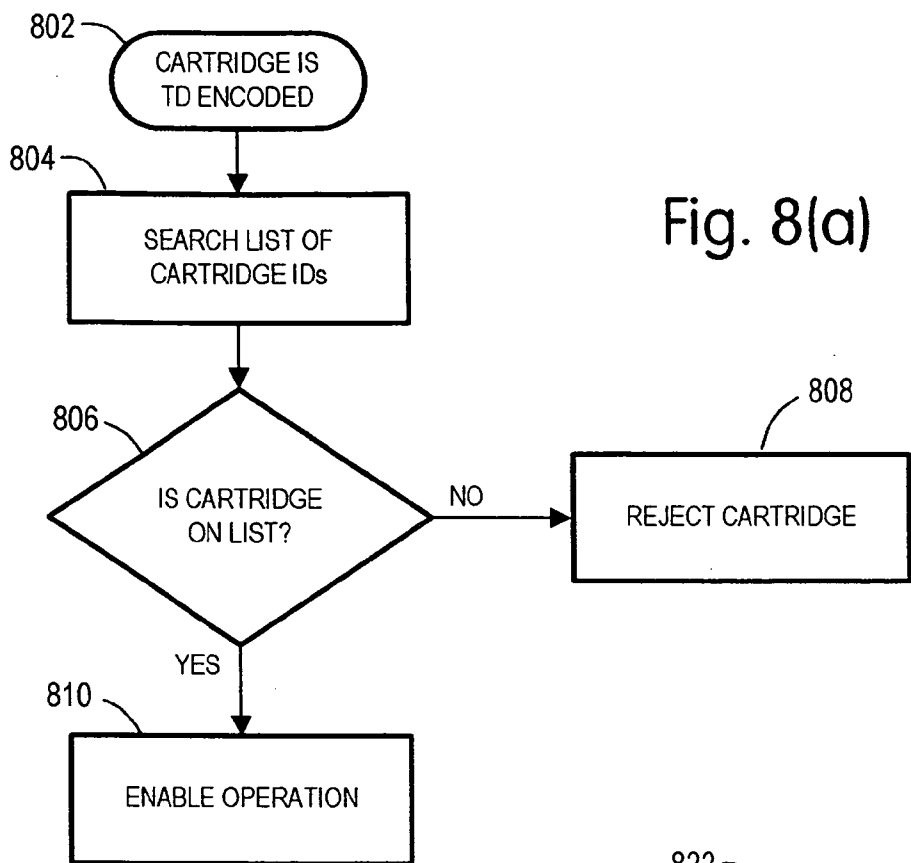 802
CARTRIDGE IS
TD ENCODED
804
SEARCH LIST OF
CARTRIDGE IDs
Fig. 8(a)
806
IS CARTRIDGE
ON LIST?
NO
808
REJECT CARTRIDGE
YES
810
ENABLE OPERATION
822